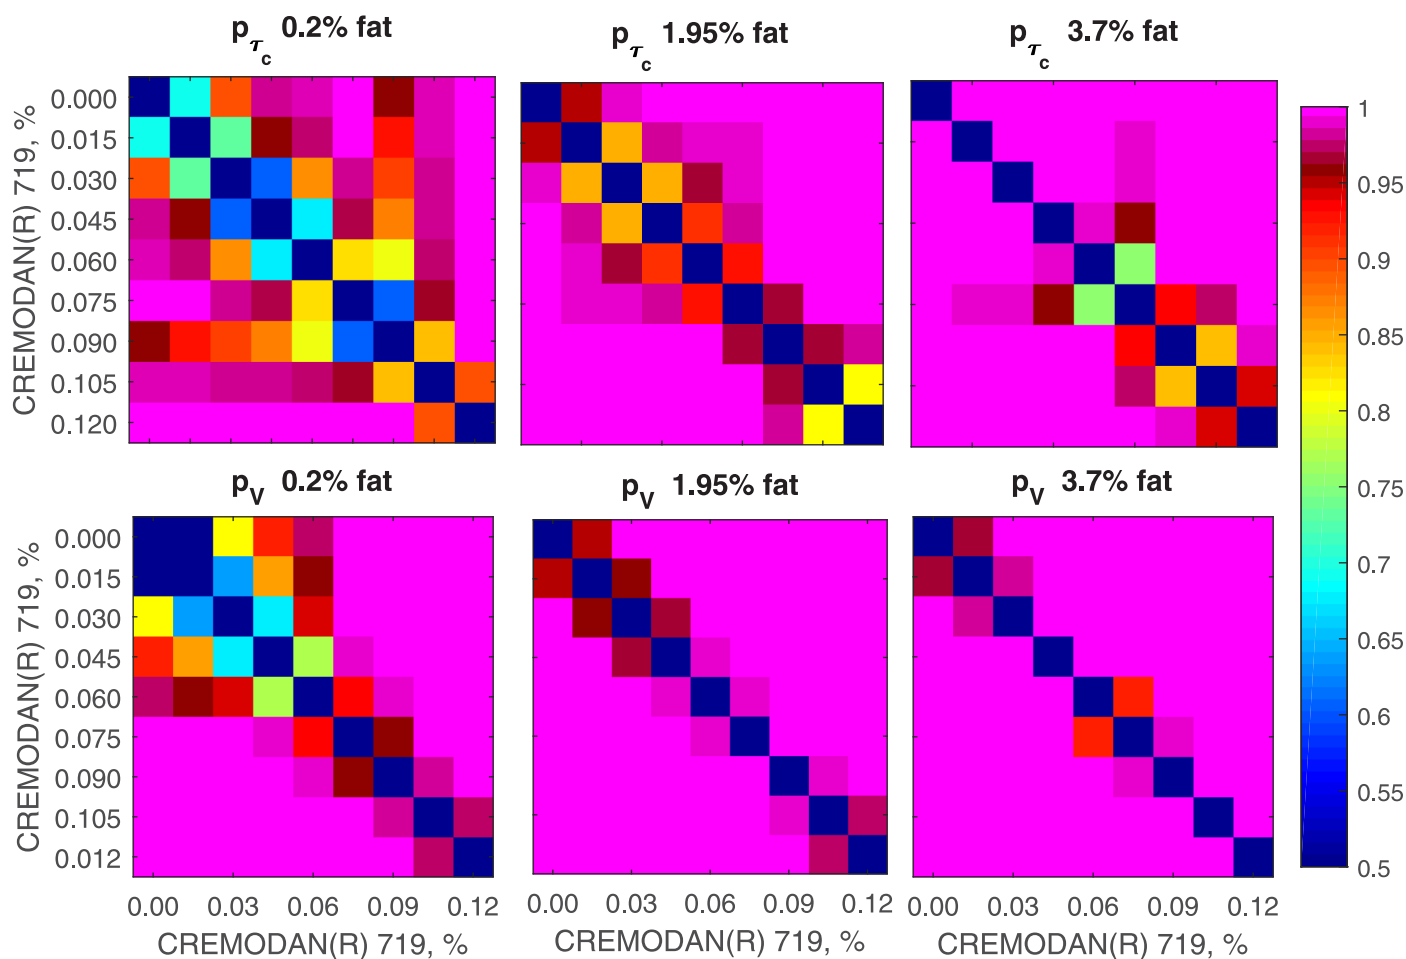 p_τc 0.2% fat
p_τc 1.95% fat
p_τc 3.7% fat
CREMODAN(R) 719, %
0.000
0.015
0.030
0.045
0.060
0.075
0.090
0.105
0.120
p_V 0.2% fat
p_V 1.95% fat
p_V 3.7% fat
CREMODAN(R) 719, %
0.000
0.015
0.030
0.045
0.060
0.075
0.090
0.105
0.012
0.00 0.03 0.06 0.09 0.12
0.00 0.03 0.06 0.09 0.12
0.00 0.03 0.06 0.09 0.12
CREMODAN(R) 719, %
CREMODAN(R) 719, %
CREMODAN(R) 719, %
1
0.95
0.9
0.85
0.8
0.75
0.7
0.65
0.6
0.55
0.5